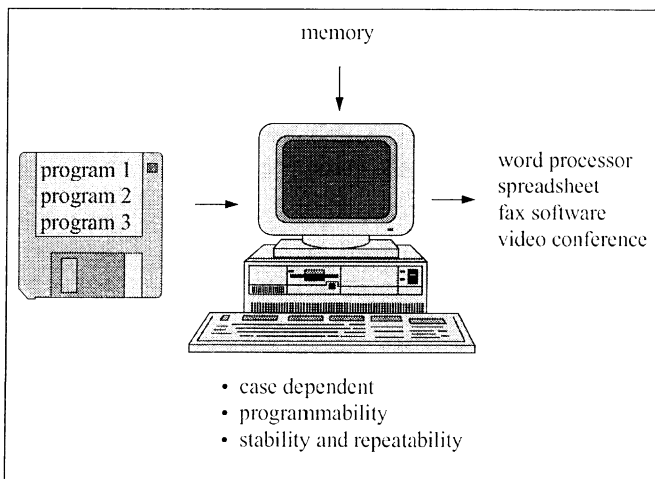 memory
program 1
program 2
program 3
word processor
spreadsheet
fax software
video conference
• case dependent
• programmability
• stability and repeatability